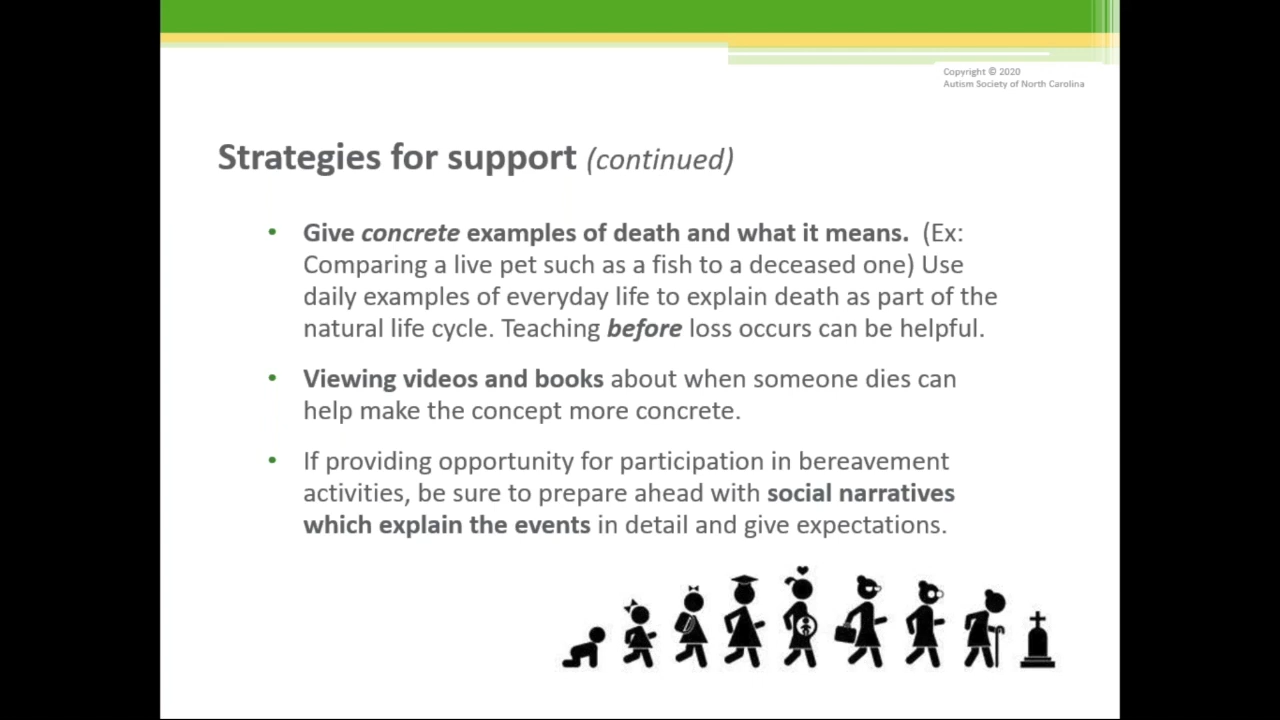 Copyright © 2020
Autism Society of North Carolina
Strategies for support (continued)
• Give concrete examples of death and what it means.  (Ex:
Comparing a live pet such as a fish to a deceased one) Use
daily examples of everyday life to explain death as part of the
natural life cycle. Teaching before loss occurs can be helpful.
• Viewing videos and books about when someone dies can
help make the concept more concrete.
• If providing opportunity for participation in bereavement
activities, be sure to prepare ahead with social narratives
which explain the events in detail and give expectations.